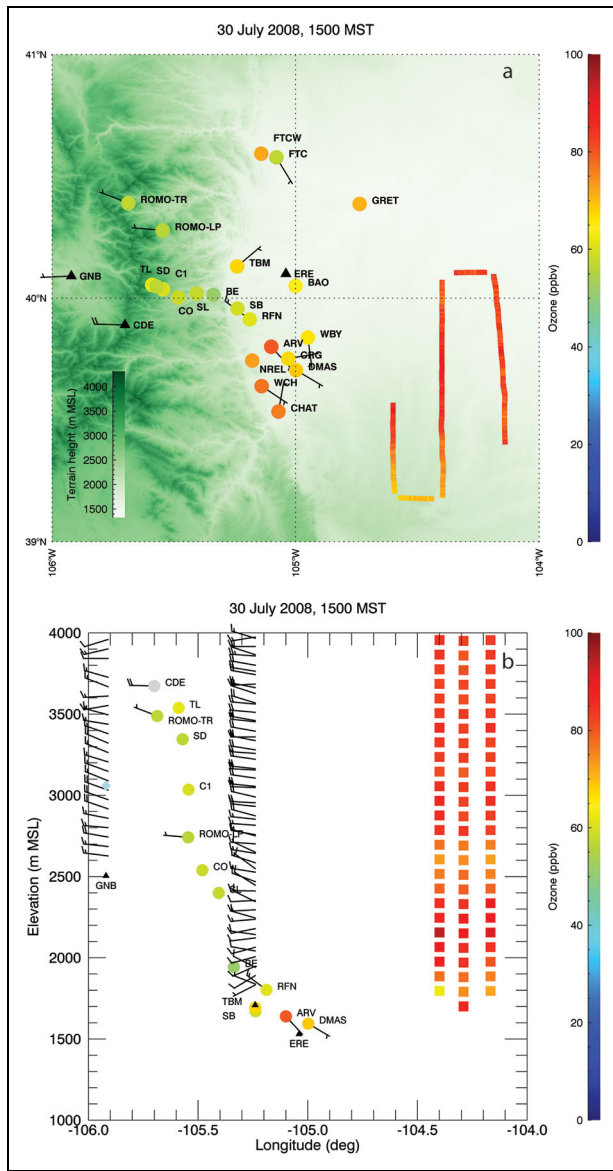 30 July 2008, 1500 MST
a
41°N
40°N
39°N
106°W
105°W
104°W
FTCW
FTC
ROMO-TR
GRET
ROMO-LP
TBM
GNB
ERE
TL SD C1
BAO
BE
CO SL
SB
CDE
RFN
WBY
ARV
GRG
NREL DMAS
WCH
CHAT
Terrain height (m MSL)
4300
4000
3500
3000
2500
2000
1500
Ozone (ppbv)
100
80
60
40
20
0
30 July 2008, 1500 MST
b
Elevation (m MSL)
4000
3500
3000
2500
2000
1500
1000
CDE
TL
ROMO-TR
SD
C1
ROMO-LP
CO
GNB
SL
BE
RFN
TBM
SB
ARV
DMAS
ERE
-106.0
-105.5
-105.0
-104.5
-104.0
Longitude (deg)
Ozone (ppbv)
100
80
60
40
20
0